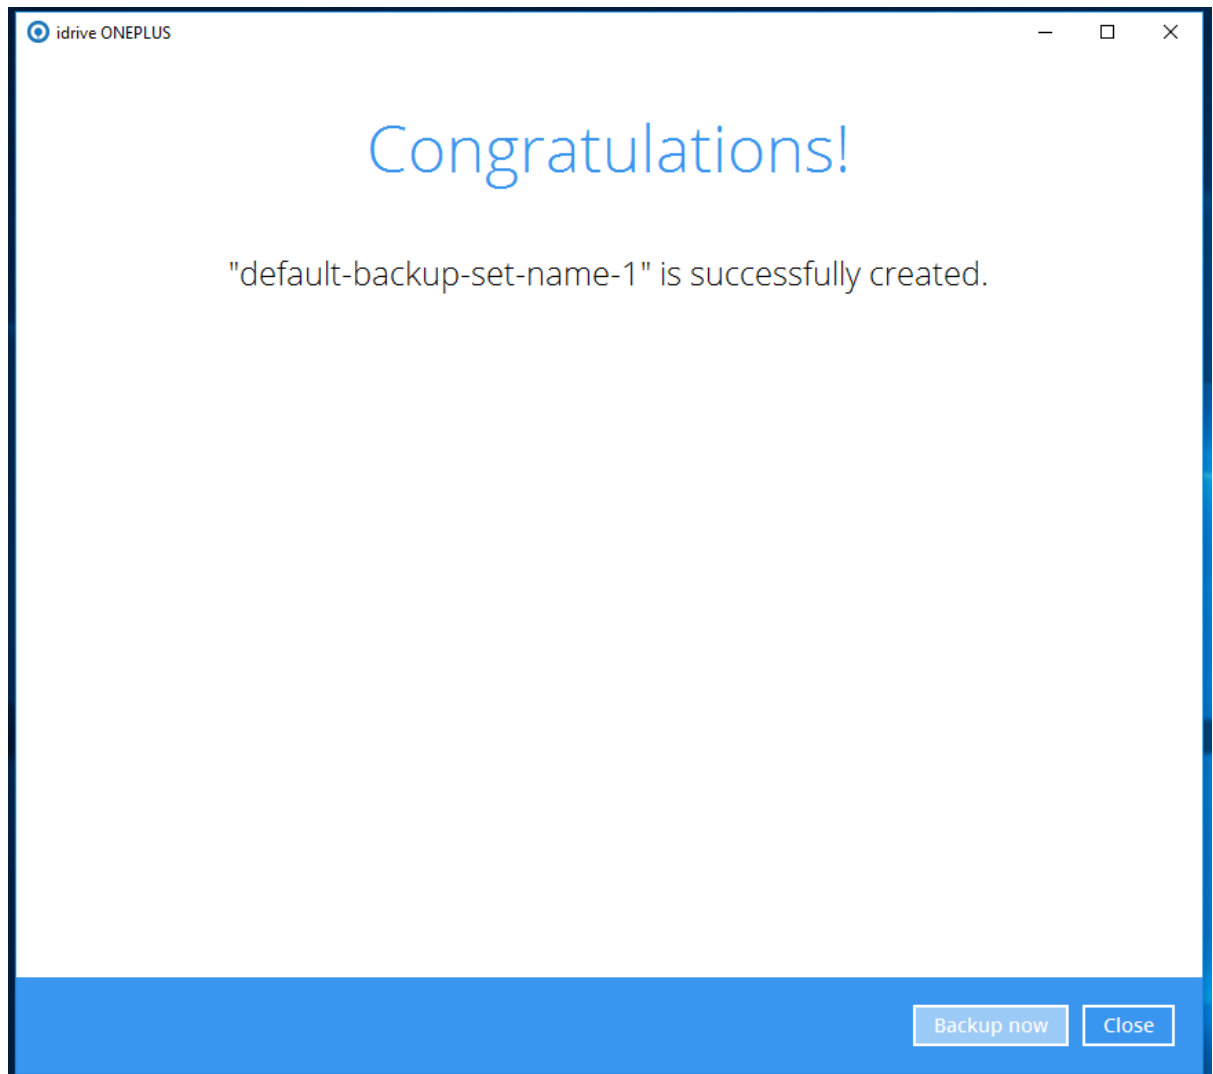 idrive ONEPLUS
Congratulations!
"default-backup-set-name-1" is successfully created.
Backup now
Close